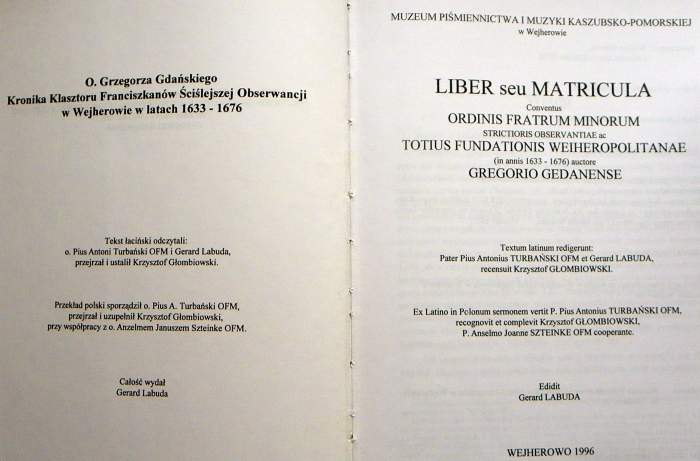 O. Grzegorza Gdańskiego
Kronika Klasztoru Franciszkanów Ściślejszej Obserwancji
w Wejherowie w latach 1633 - 1676
Tekst łaciński odczytali:
o. Pius Antoni Turbański OFM i Gerard Labuda,
przejrzał i ustalił Krzysztof Głombiowski.
Przekład polski sporządził o. Pius A. Turbański OFM,
przejrzał i uzupełnił Krzysztof Głombiowski,
przy współpracy z o. Anzelmem Januszem Szteinke OFM.
Całość wydał
Gerard Labuda
MUZEUM PIŚMIENNICTWA I MUZYKI KASZUBSKO-POMORSKIEJ
w Wejherowie
LIBER seu MATRICULA
Conventus
ORDINIS FRATRUM MINORUM
STRICTIORIS OBSERVANTIAE ac
TOTIUS FUNDATIONIS WEIHEROPOLITANAE
(in annis 1633 - 1676) auctore
GREGORIO GEDANENSE
Textum latinum redigerunt:
Pater Pius Antonius TURBAŃSKI OFM et Gerard LABUDA,
recensuit Krzysztof GŁOMBIOWSKI.
Ex Latino in Polonum sermonem vertit P. Pius Antonius TURBAŃSKI OFM,
recognovit et complevit Krzysztof GŁOMBIOWSKI,
P. Anselmo Joanne SZTEINKE OFM cooperante.
Edidit
Gerard LABUDA
WEJHEROWO 1996